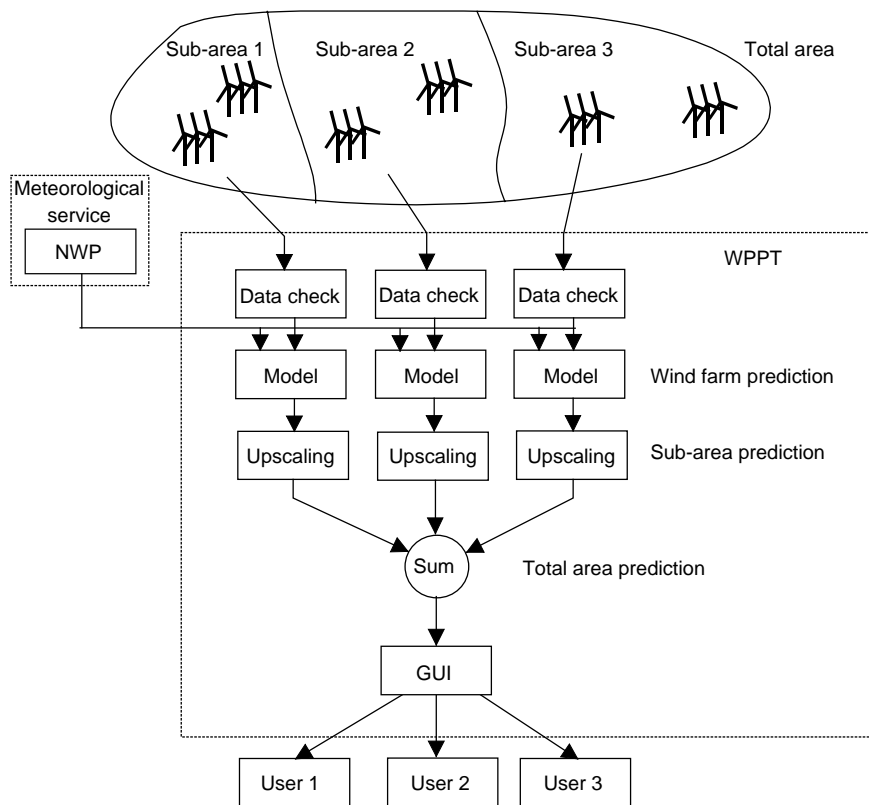 Sub-area 1
Sub-area 2
Sub-area 3
Total area
Meteorological
service
NWP
WPPT
Data check
Data check
Data check
Model
Model
Model
Wind farm prediction
Upscaling
Upscaling
Upscaling
Sub-area prediction
Sum
Total area prediction
GUI
User 1
User 2
User 3